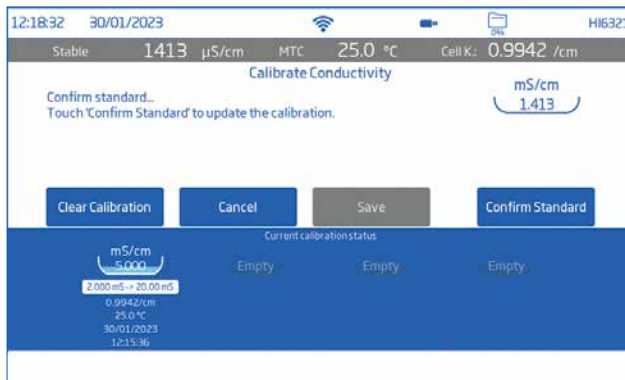 12:18:32 30/01/2023 0% HI6321
Stable 1413 μS/cm MTC 25.0 °C Cell K.: 0.9942 /cm
Calibrate Conductivity
Confirm standard...
Touch 'Confirm Standard' to update the calibration.
mS/cm
1.413
Clear Calibration Cancel Save Confirm Standard
Current calibration status
mS/cm
5.000 Empty Empty Empty
2.000 mS -> 20.00 mS
0.9942/cm
25.0 °C
30/01/2023
12:15:36